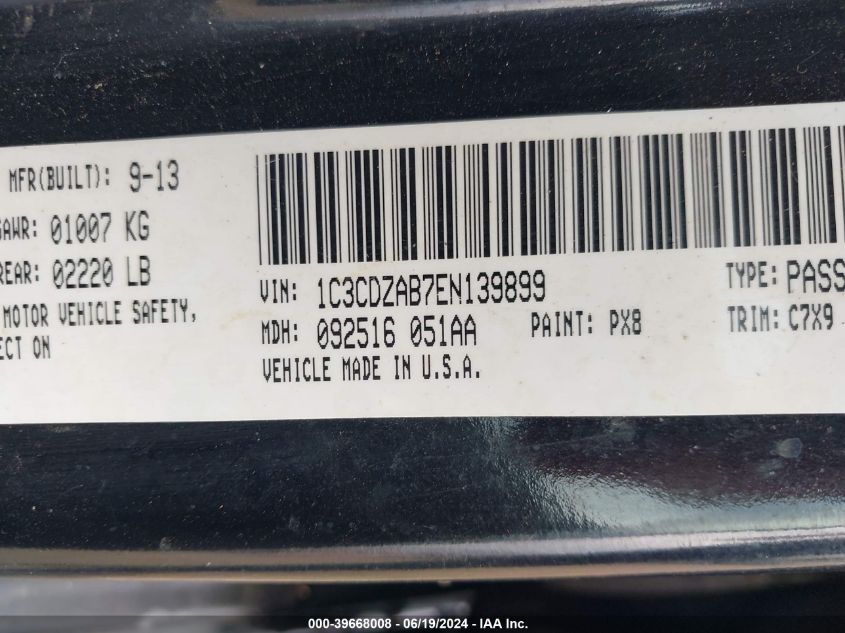 MFR(BUILT): 9-13
GAWR: 01007 KG
REAR: 02220 LB
MOTOR VEHICLE SAFETY,
ECT ON
VIN: 1C3CDZAB7EN139899
TYPE: PASS
MDH: 092516 051AA
PAINT: PX8
TRIM: C7X9
VEHICLE MADE IN U.S.A.
000-39668008 - 06/19/2024 - IAA Inc.